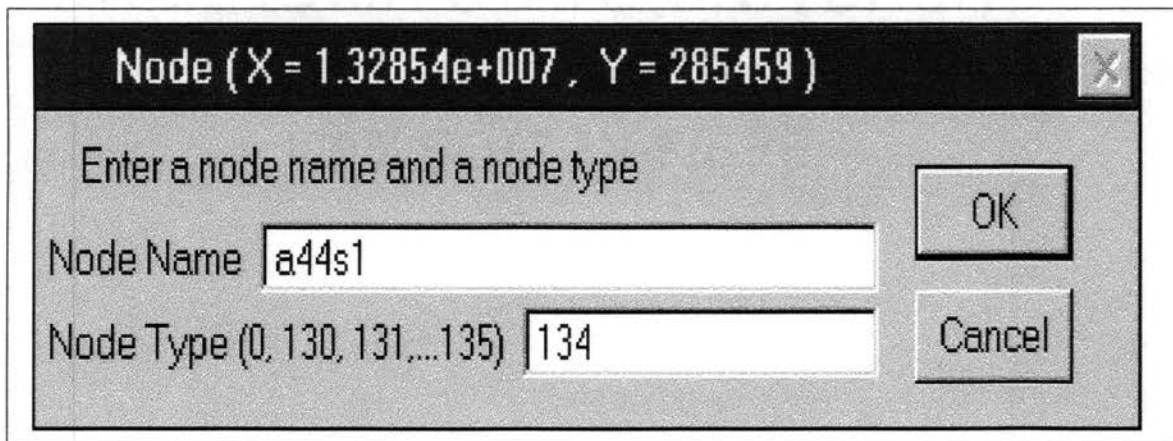 Node ( X = 1.32854e+007 , Y = 285459 )
X
Enter a node name and a node type
OK
Node Name a44s1
Node Type (0, 130, 131,...135) 134
Cancel